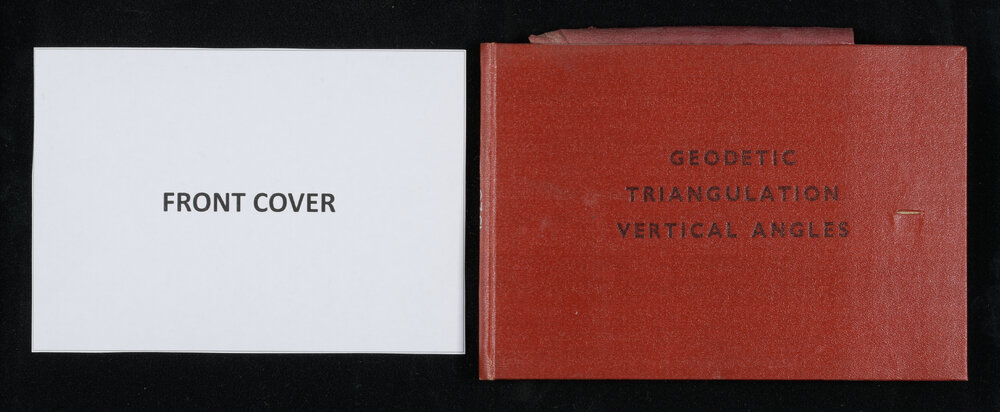 FRONT COVER
GEODETIC
TRIANGULATION
VERTICAL ANGLES